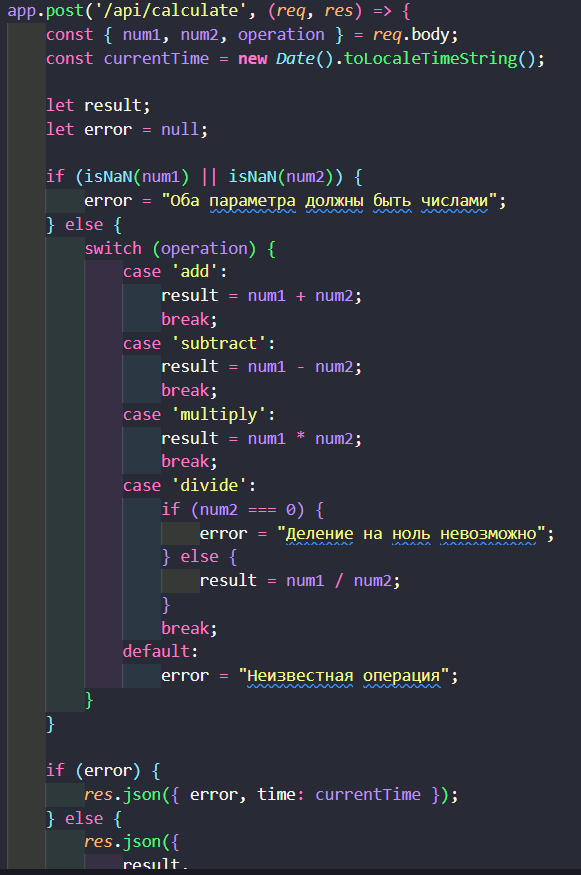 app.post('/api/calculate', (req, res) => {
    const { num1, num2, operation } = req.body;
    const currentTime = new Date().toLocaleTimeString();

    let result;
    let error = null;

    if (isNaN(num1) || isNaN(num2)) {
        error = "Оба параметра должны быть числами";
    } else {
        switch (operation) {
            case 'add':
                result = num1 + num2;
                break;
            case 'subtract':
                result = num1 - num2;
                break;
            case 'multiply':
                result = num1 * num2;
                break;
            case 'divide':
                if (num2 === 0) {
                    error = "Деление на ноль невозможно";
                } else {
                    result = num1 / num2;
                }
                break;
            default:
                error = "Неизвестная операция";
        }
    }

    if (error) {
        res.json({ error, time: currentTime });
    } else {
        res.json({
            result,